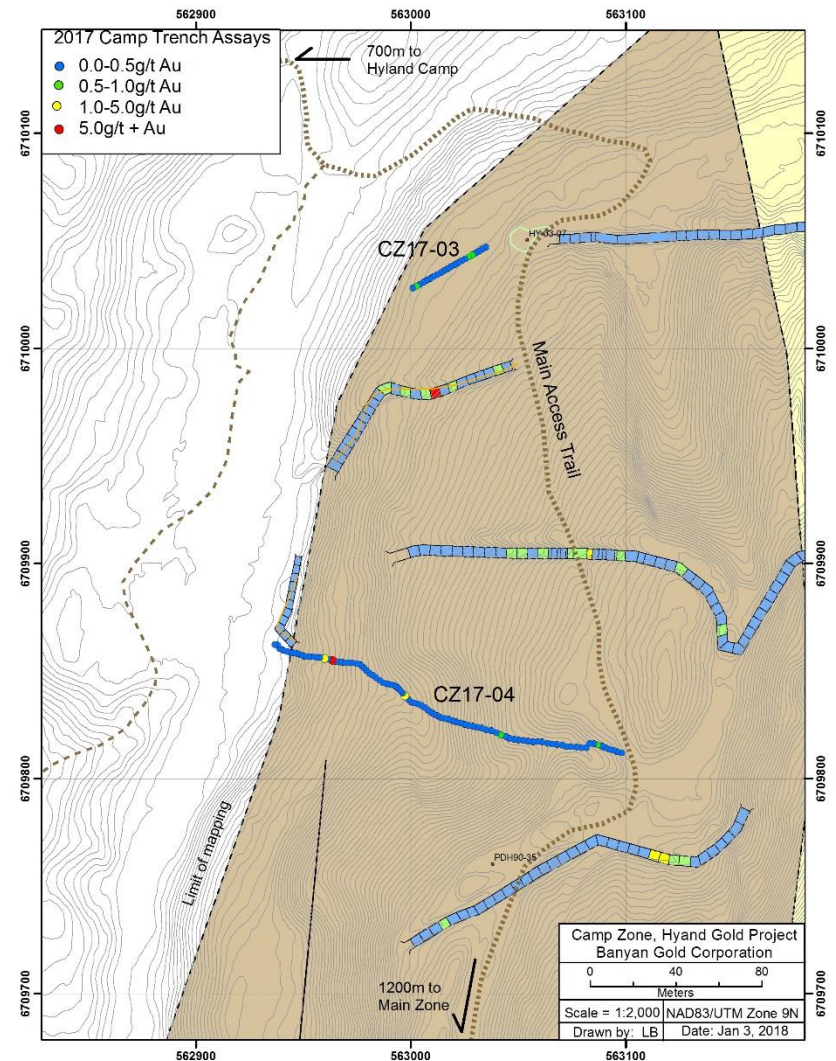 562900
563000
563100
2017 Camp Trench Assays
0.0-0.5g/t Au
0.5-1.0g/t Au
1.0-5.0g/t Au
5.0g/t + Au
700m to
Hyland Camp
6710100
6710100
CZ17-03
HY-03-07
6710000
6710000
Main Access Trail
6709900
6709900
CZ17-04
6709800
6709800
Limit of mapping
PDH90-35
1200m to
Main Zone
6709700
6709700
Camp Zone, Hyand Gold Project
Banyan Gold Corporation
0 40 80
Meters
Scale = 1:2,000 NAD83/UTM Zone 9N
Drawn by: LB Date: Jan 3, 2018
562900
563000
563100